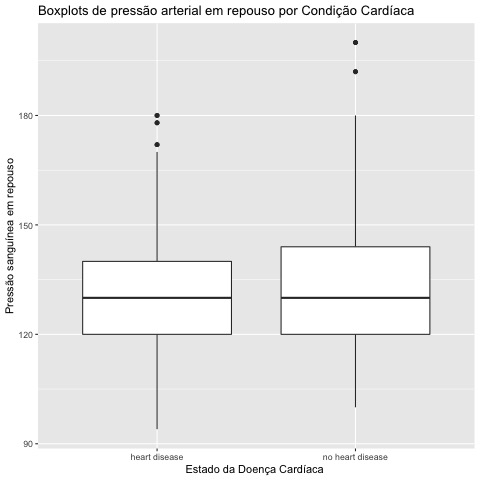 Boxplots de pressão arterial em repouso por Condição Cardíaca
Pressão sanguínea em repouso
180
150
120
90
heart disease
no heart disease
Estado da Doença Cardíaca